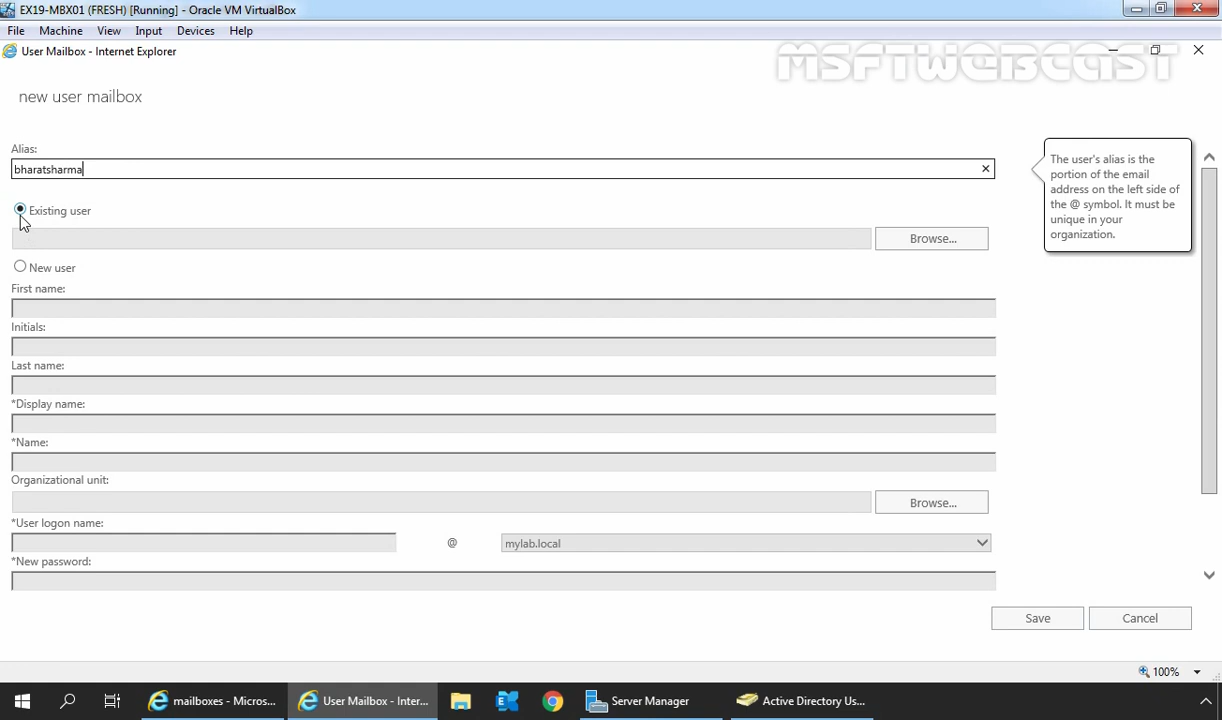 EX19-MBX01 (FRESH) [Running] - Oracle VM VirtualBox
File Machine View Input Devices Help
User Mailbox - Internet Explorer
MSFTWEBCAST
new user mailbox
Alias:
bharatsharma
The user's alias is the
portion of the email
address on the left side of
the @ symbol. It must be
unique in your
organization.
Existing user
Browse...
New user
First name:
Initials:
Last name:
*Display name:
*Name:
Organizational unit:
Browse...
*User logon name:
@ mylab.local
*New password:
Save Cancel
100%
mailboxes - Micros... User Mailbox - Inter... Server Manager Active Directory Us...